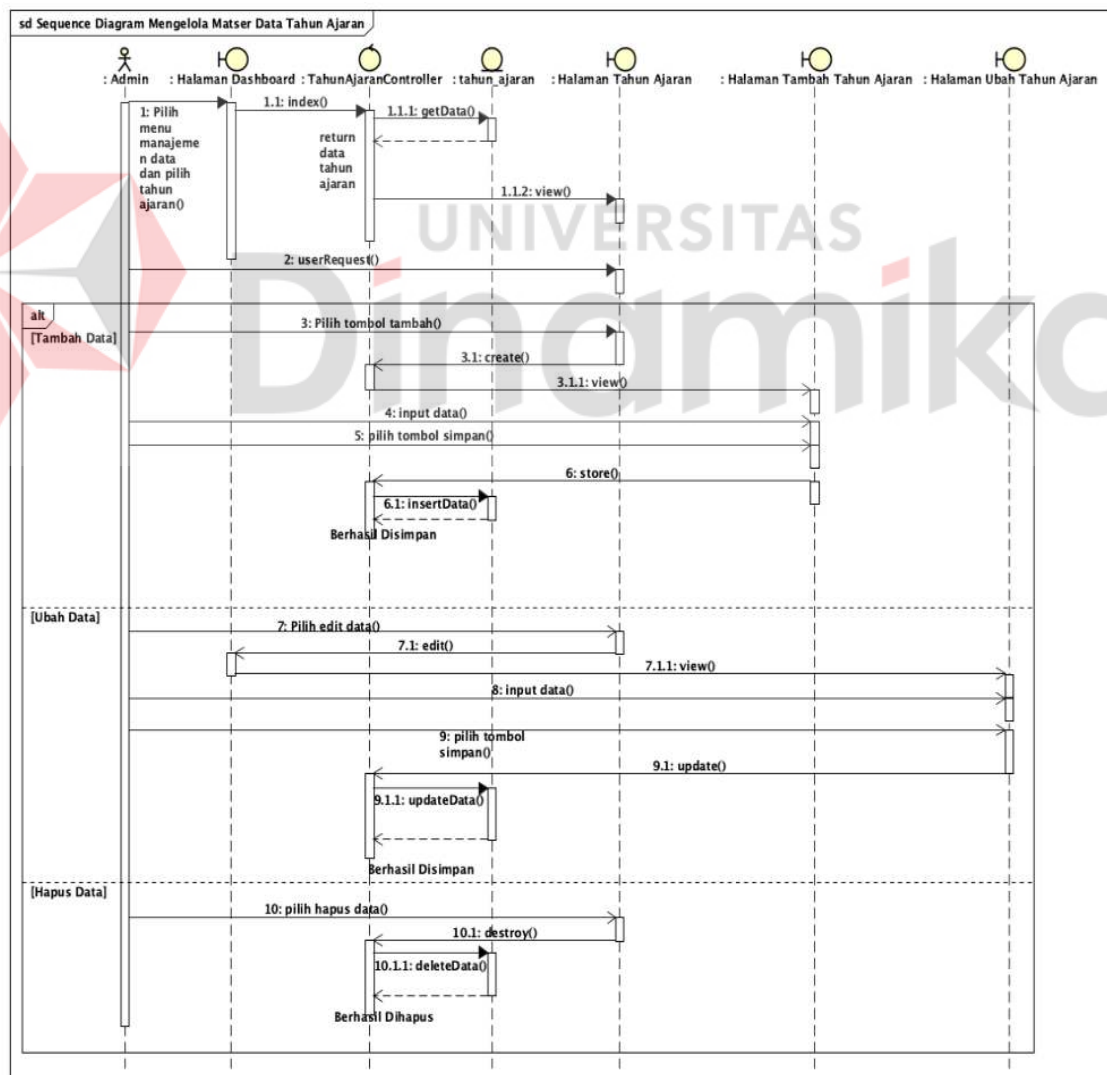 sd Sequence Diagram Mengelola Matser Data Tahun Ajaran
: Admin
: Halaman Dashboard
: TahunAjaranController
: tahun_ajaran
: Halaman Tahun Ajaran
: Halaman Tambah Tahun Ajaran
: Halaman Ubah Tahun Ajaran
1: Pilih
menu
manajeme
n data
dan pilih
tahun
ajaran()
1.1: index()
1.1.1: getData()
return
data
tahun
ajaran
1.1.2: view()
UNIVERSITAS
Dinamika
2: userRequest()
alt
[Tambah Data]
3: Pilih tombol tambah()
3.1: create()
3.1.1: view()
4: input data()
5: pilih tombol simpan()
6: store()
6.1: insertData()
Berhasil Disimpan
[Ubah Data]
7: Pilih edit data()
7.1: edit()
7.1.1: view()
8: input data()
9: pilih tombol
simpan()
9.1: update()
9.1.1: updateData()
Berhasil Disimpan
[Hapus Data]
10: pilih hapus data()
10.1: destroy()
10.1.1: deleteData()
Berhasil Dihapus